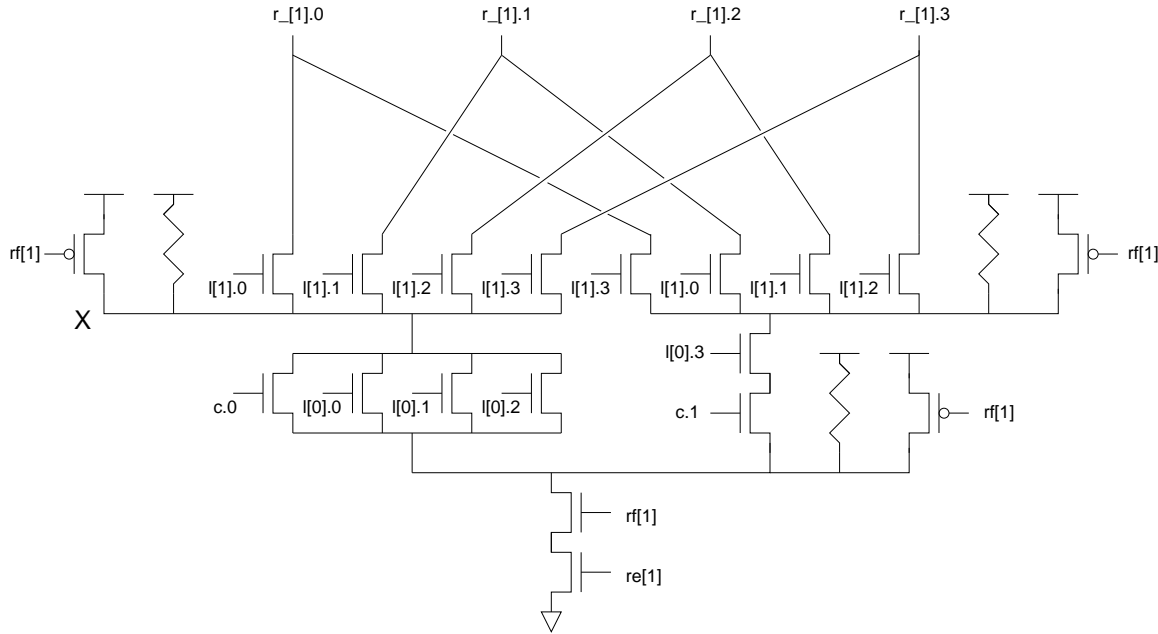 r_[1].0
r_[1].1
r_[1].2
r_[1].3
rf[1]
rf[1]
l[1].0
l[1].1
l[1].2
l[1].3
l[1].3
l[1].0
l[1].1
l[1].2
X
l[0].3
c.0
l[0].0
l[0].1
l[0].2
c.1
rf[1]
rf[1]
re[1]